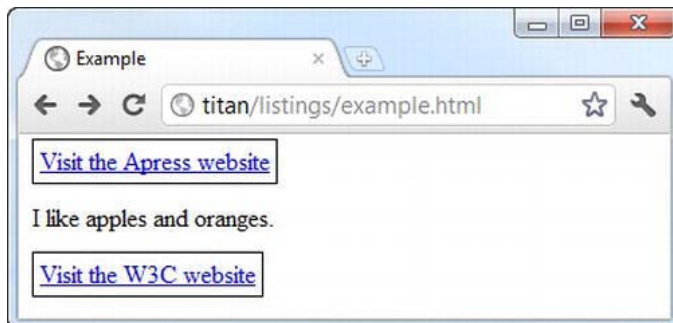 Example
titan/listings/example.html
Visit the Apress website
I like apples and oranges.
Visit the W3C website